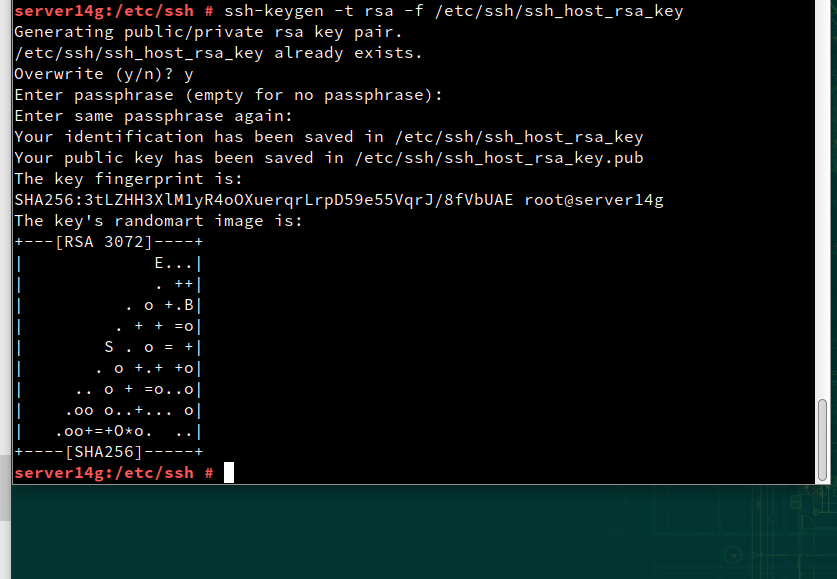 server14g:/etc/ssh # ssh-keygen -t rsa -f /etc/ssh/ssh_host_rsa_key
Generating public/private rsa key pair.
/etc/ssh/ssh_host_rsa_key already exists.
Overwrite (y/n)? y
Enter passphrase (empty for no passphrase):
Enter same passphrase again:
Your identification has been saved in /etc/ssh/ssh_host_rsa_key
Your public key has been saved in /etc/ssh/ssh_host_rsa_key.pub
The key fingerprint is:
SHA256:3tLZHH3XlM1yR4oOXuerqrLrpD59e55VqrJ/8fVbUAE root@server14g
The key's randomart image is:
+---[RSA 3072]----+
|             E...|
|             . ++|
|          . o +.B|
|         . + + =o|
|        S . o = +|
|       . o +.+ +o|
|     .. o + =o..o|
|    .oo o..+... o|
|   .oo+=+O*o.  ..|
+----[SHA256]-----+
server14g:/etc/ssh #